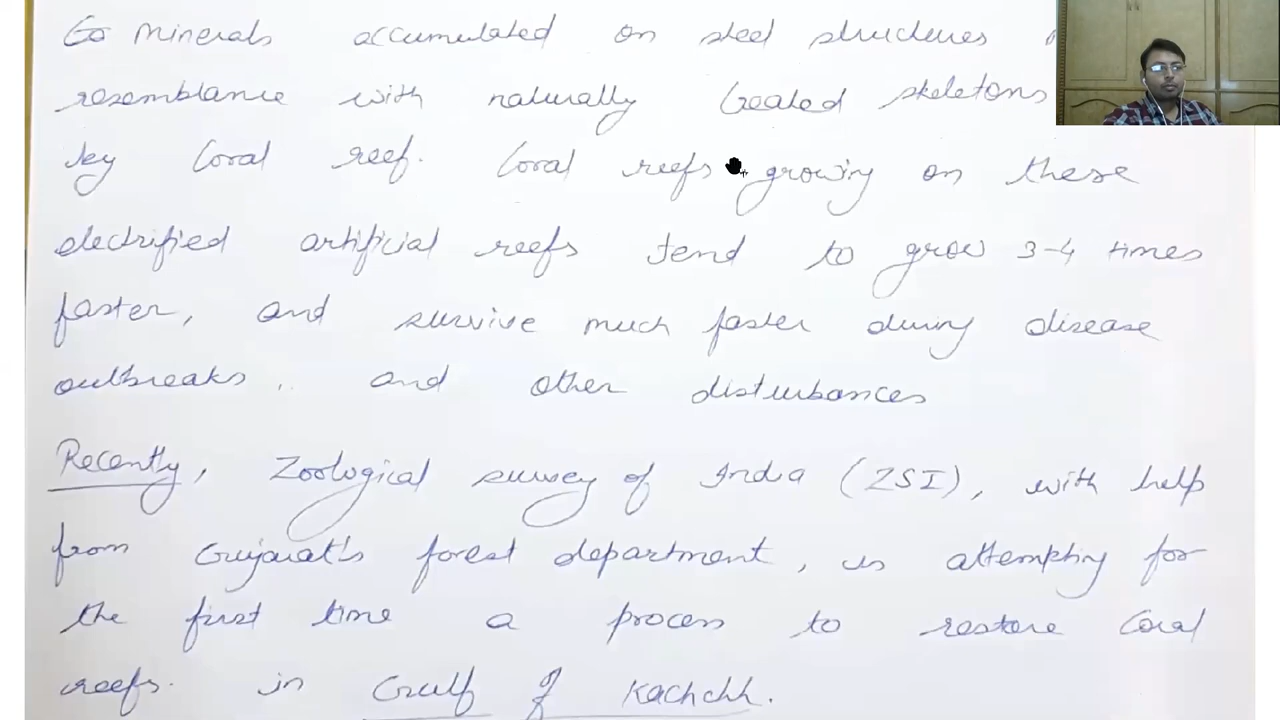 minerals accumulated on steel structures
resemblance with naturally created skeletons
by Coral reef. Coral reefs growing on these
electrified artificial reefs tend to grow 3-4 times
faster, and survive much faster during disease
outbreaks, and other disturbances
Recently, Zoological survey of India (ZSI), with help
from Gujarat's forest department, is attempting for
the first time a process to restore Coral
reefs. in Gulf of Kachchh.